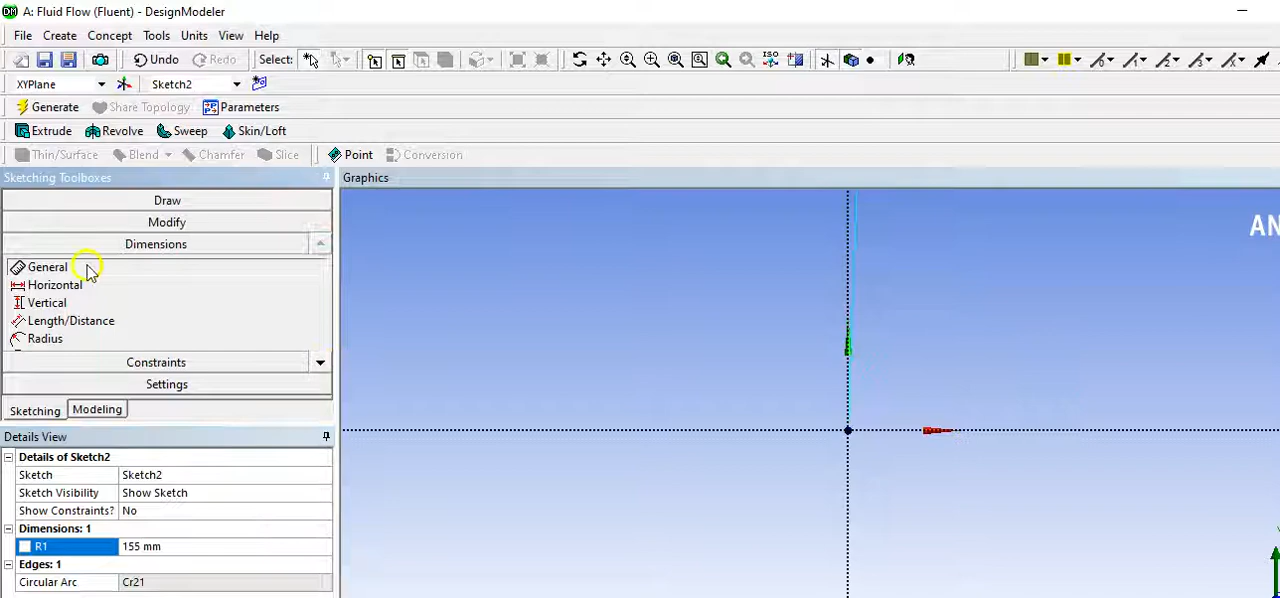 DM A: Fluid Flow (Fluent) - DesignModeler
File Create Concept Tools Units View Help
Undo Redo Select: ISO
XYPlane Sketch2
Generate Share Topology Parameters
Extrude Revolve Sweep Skin/Loft
Thin/Surface Blend Chamfer Slice Point Conversion
Sketching Toolboxes
Graphics
Draw
Modify
Dimensions
General
Horizontal
Vertical
Length/Distance
Radius
Constraints
Settings
Sketching Modeling
Details View
Details of Sketch2
Sketch Sketch2
Sketch Visibility Show Sketch
Show Constraints? No
Dimensions: 1
R1 155 mm
Edges: 1
Circular Arc Cr21
AN